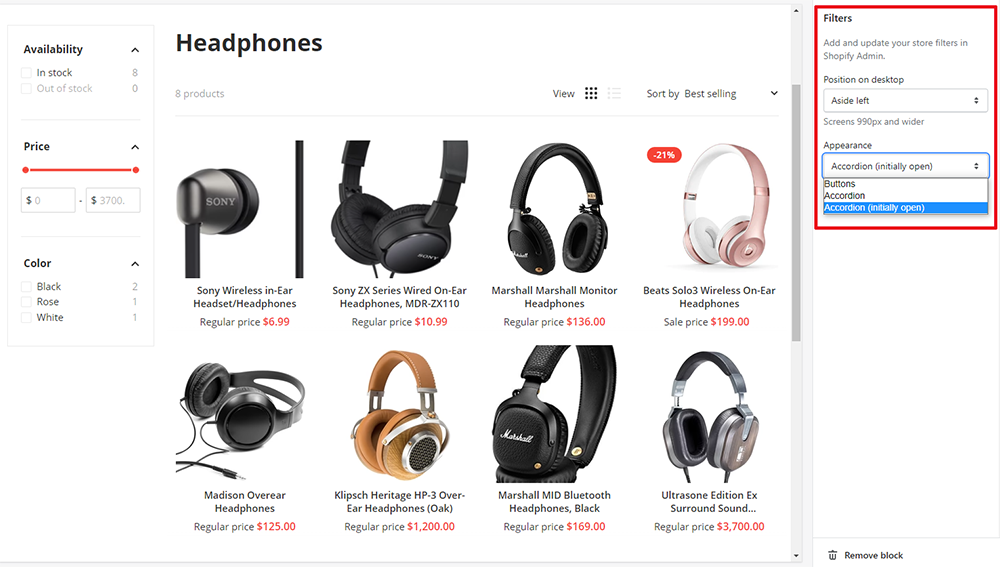 Availability
In stock 8
Out of stock 0
Price
$ 0 - $ 3700.
Color
Black 2
Rose 1
White 1
Headphones
8 products
View
Sort by Best selling
SONY
Sony Wireless in-Ear
Headset/Headphones
Regular price $6.99
SONY
Sony ZX Series Wired On-Ear
Headphones, MDR-ZX110
Regular price $10.99
Marshall
Marshall Marshall Monitor
Headphones
Regular price $136.00
-21%
Beats Solo3 Wireless On-Ear
Headphones
Sale price $199.00
Madison Overear
Headphones
Regular price $125.00
Klipsch Heritage HP-3 Over-
Ear Headphones (Oak)
Regular price $1,200.00
Marshall
Marshall MID Bluetooth
Headphones, Black
Regular price $169.00
Ultrasone Edition Ex
Surround Sound...
Regular price $3,700.00
Filters
Add and update your store filters in
Shopify Admin.
Position on desktop
Aside left
Screens 990px and wider
Appearance
Accordion (initially open)
Buttons
Accordion
Accordion (initially open)
Remove block